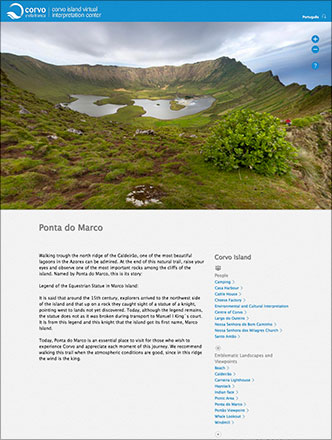 corvo
corvo island virtual
interpretation center
Português
Ponta do Marco
Walking trough the north ridge of the Caldeirão, one of the most beautiful
lagoons in the Azores can be admired. At the end of this natural trail, raise your
eyes and observe one of the most important rocks among the cliffs of the
island. Named by Ponta do Marco, this is its story:
Legend of the Equestrian Statue in Marco Island:
It is said that around the 15th century, explorers arrived to the northwest side
of the island and that up on a rock they caught sight of a statue of a knight,
pointing west to lands not yet discovered. Today, although the legend remains,
the statue does not as it was broken during transport to Manuel I King´s court.
It is from this legend and this knight that the island got its first name, Marco
Island.
Today, Ponta do Marco is an essential place to visit for those who wish to
experience Corvo and appreciate each moment of this journey. We recommend
walking this trail when the atmospheric conditions are good, since in this ridge
the wind is the king.
Corvo Island
People
Camping
Casa Harbour
Cattle House
Cheese Factory
Environmental and Cultural Interpretation
Centre of Corvo
Largo do Outeiro
Nossa Senhora do Bom Caminho
Nossa Senhora dos Milagres Church
Santo Antão
Emblematic Landscapes and
Viewpoints
Beach
Caldeirão
Carneira Lighthouse
Haystack
Indian Face
Picnic Area
Ponta do Marco
Portão Viewpoint
Whale Lookout
Windmill